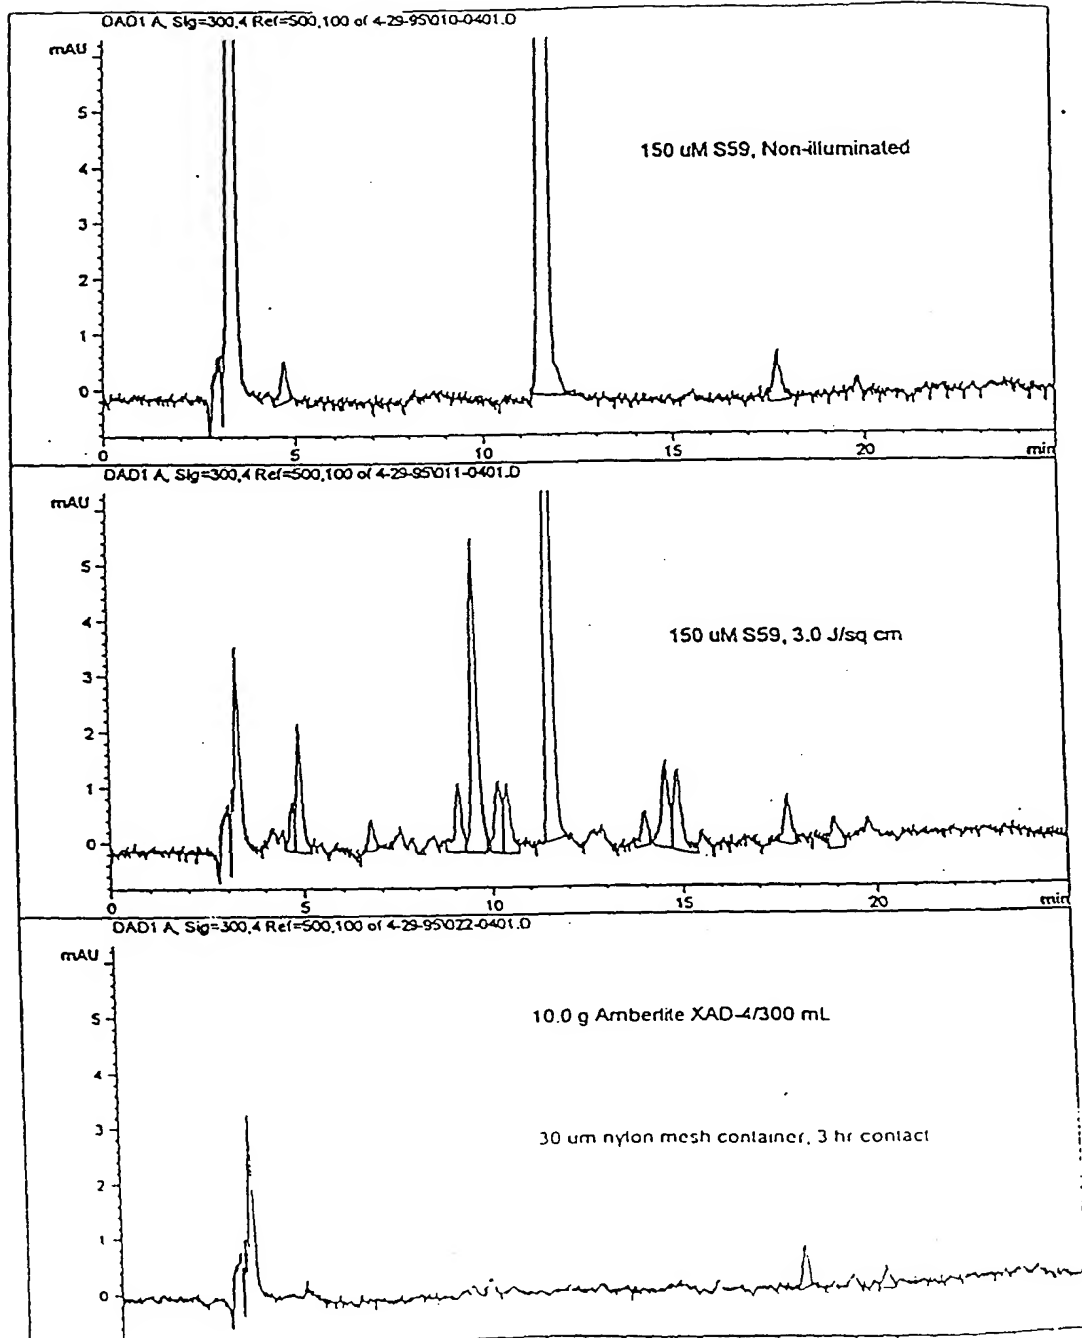 DAD1 A, Sig=300,4 Ref=500,100 of 4-29-95\010-0401.D
mAU
5
4
3
2
1
0
150 uM S59, Non-illuminated
0 5 10 15 20 min
DAD1 A, Sig=300,4 Ref=500,100 of 4-29-95\011-0401.D
mAU
5
4
3
2
1
0
150 uM S59, 3.0 J/sq cm
0 5 10 15 20 min
DAD1 A, Sig=300,4 Ref=500,100 of 4-29-95\022-0401.D
mAU
5
4
3
2
1
0
10.0 g Amberlite XAD-4/300 mL
30 um nylon mesh container, 3 hr contact